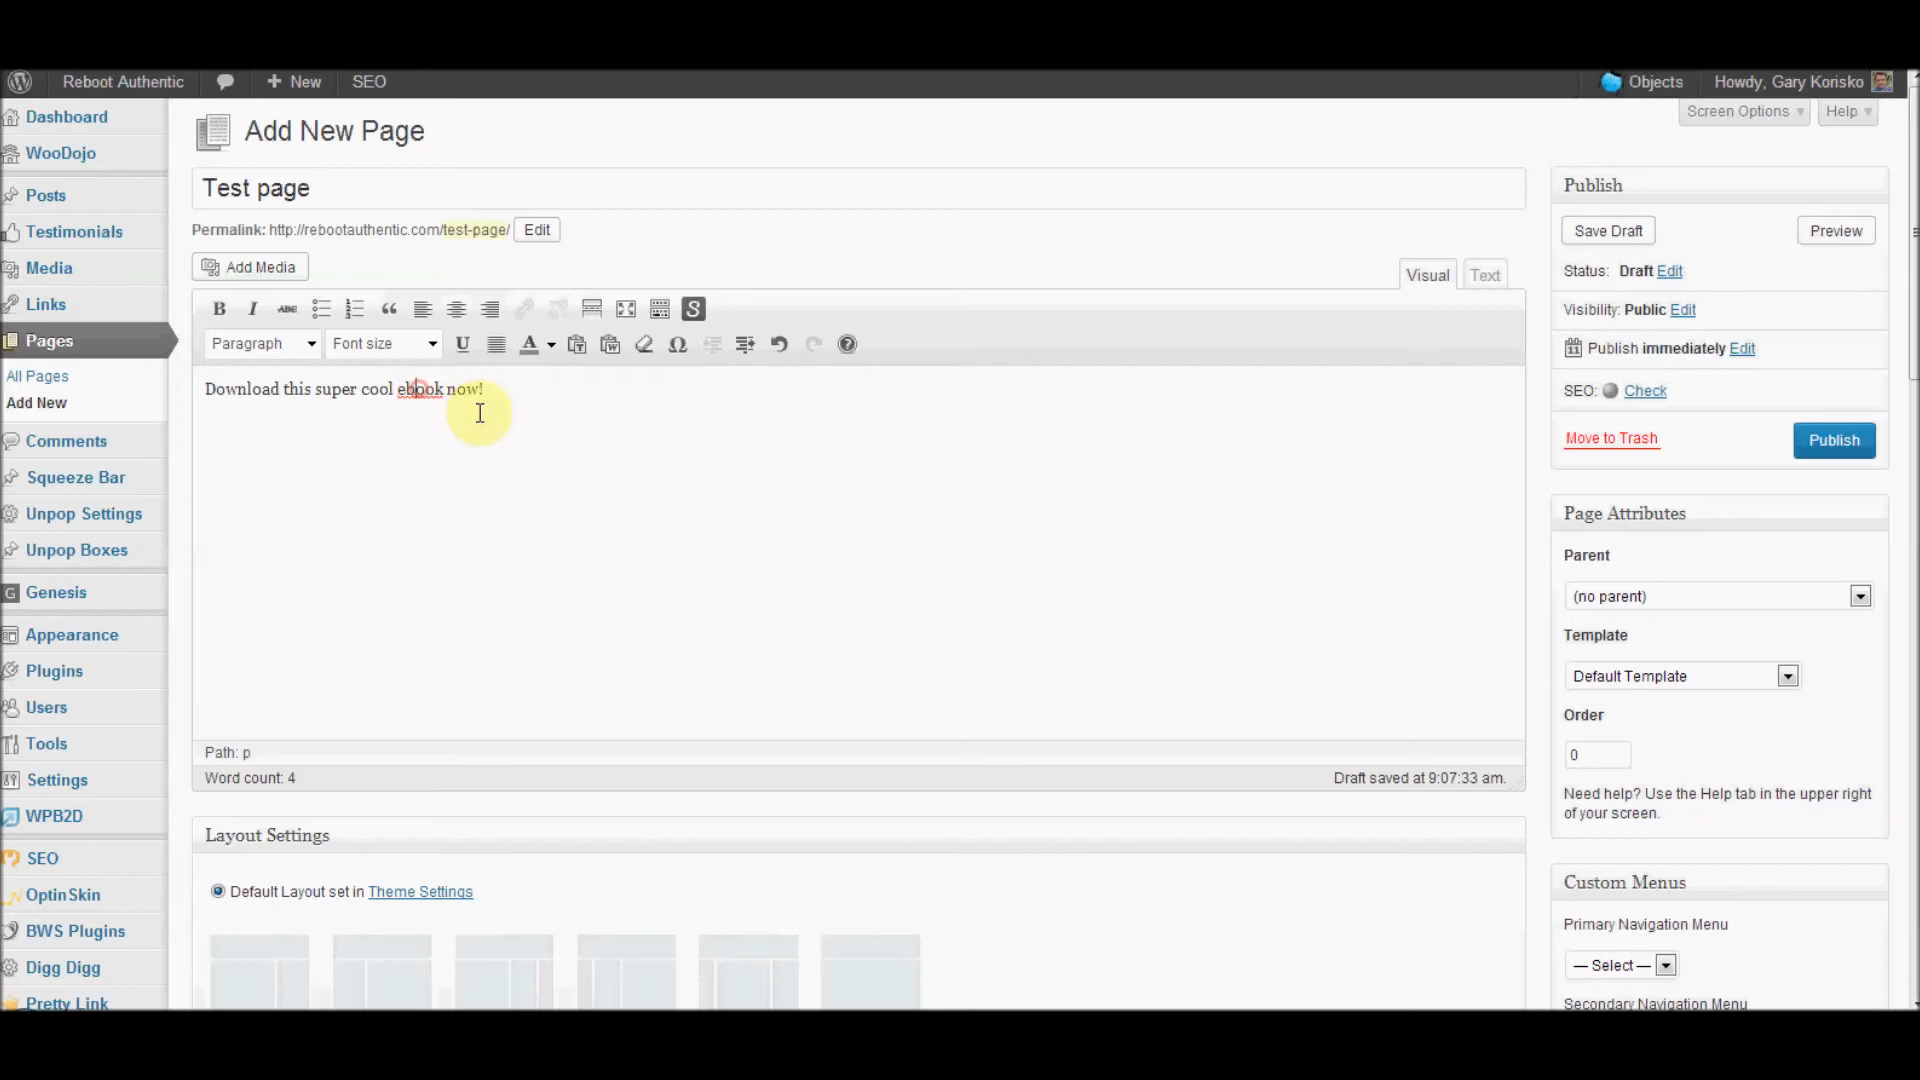 Reboot Authentic
New
SEO
Objects
Howdy, Gary Korisko
Screen Options
Help
Dashboard
WooDojo
Posts
Testimonials
Media
Links
Pages
All Pages
Add New
Comments
Squeeze Bar
Unpop Settings
Unpop Boxes
Genesis
Appearance
Plugins
Users
Tools
Settings
WPB2D
SEO
OptinSkin
BWS Plugins
Digg Digg
Pretty Link
Add New Page
Test page
Permalink: http://rebootauthentic.com/test-page/ Edit
Add Media
Visual Text
B I ABC
S
Paragraph Font size U A Ω
Download this super cool ebook now!
Path: p
Word count: 4
Draft saved at 9:07:33 am.
Layout Settings
Default Layout set in Theme Settings
Publish
Save Draft Preview
Status: Draft Edit
Visibility: Public Edit
11 Publish immediately Edit
SEO: Check
Move to Trash Publish
Page Attributes
Parent
(no parent)
Template
Default Template
Order
0
Need help? Use the Help tab in the upper right
of your screen.
Custom Menus
Primary Navigation Menu
— Select —
Secondary Navigation Menu